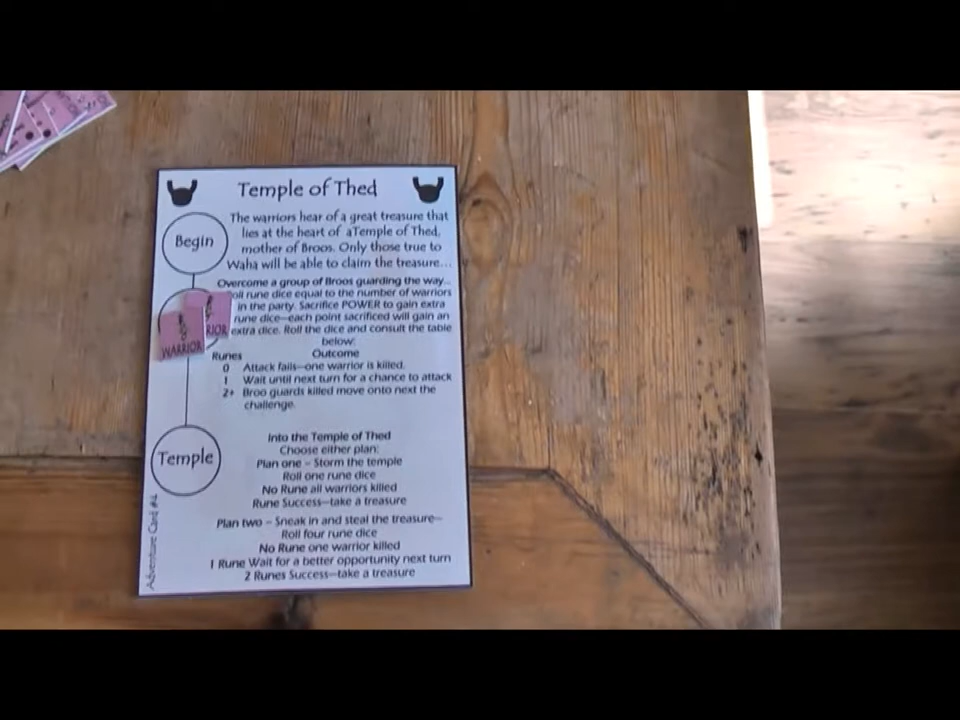 Temple of Thed
The warriors hear of a great treasure that
lies at the heart of aTemple of Thed,
mother of Broos. Only those true to
Waha will be able to claim the treasure...
Begin
Overcome a group of Broos guarding the way...
oll rune dice equal to the number of warriors
in the party. Sacrifice POWER to gain extra
rune dice—each point sacrificed will gain an
extra dice. Roll the dice and consult the table
below:
WARRIOR
RIOR
Runes Outcome
0 Attack fails—one warrior is killed.
1 Wait until next turn for a chance to attack
2+ Broo guards killed move onto next the
challenge.
Temple
Into the Temple of Thed
Choose either plan:
Plan one – Storm the temple
Roll one rune dice
No Rune all warriors killed
Rune Success—take a treasure
Plan two – Sneak in and steal the treasure—
Roll four rune dice
No Rune one warrior killed
1 Rune Wait for a better opportunity next turn
2 Runes Success—take a treasure
Adventure Card #4